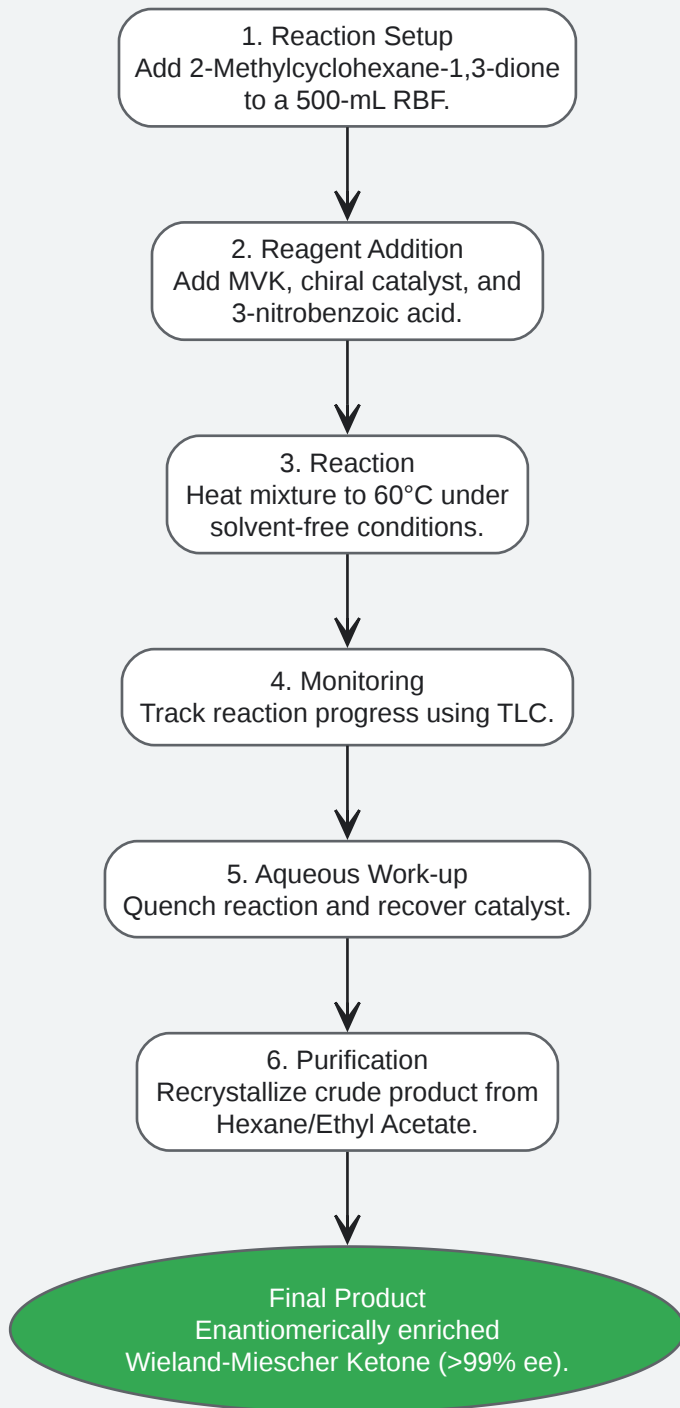 1. Reaction Setup
Add 2-Methylcyclohexane-1,3-dione
to a 500-mL RBF.
2. Reagent Addition
Add MVK, chiral catalyst, and
3-nitrobenzoic acid.
3. Reaction
Heat mixture to 60°C under
solvent-free conditions.
4. Monitoring
Track reaction progress using TLC.
5. Aqueous Work-up
Quench reaction and recover catalyst.
6. Purification
Recrystallize crude product from
Hexane/Ethyl Acetate.
Final Product
Enantiomerically enriched
Wieland-Miescher Ketone (>99% ee).